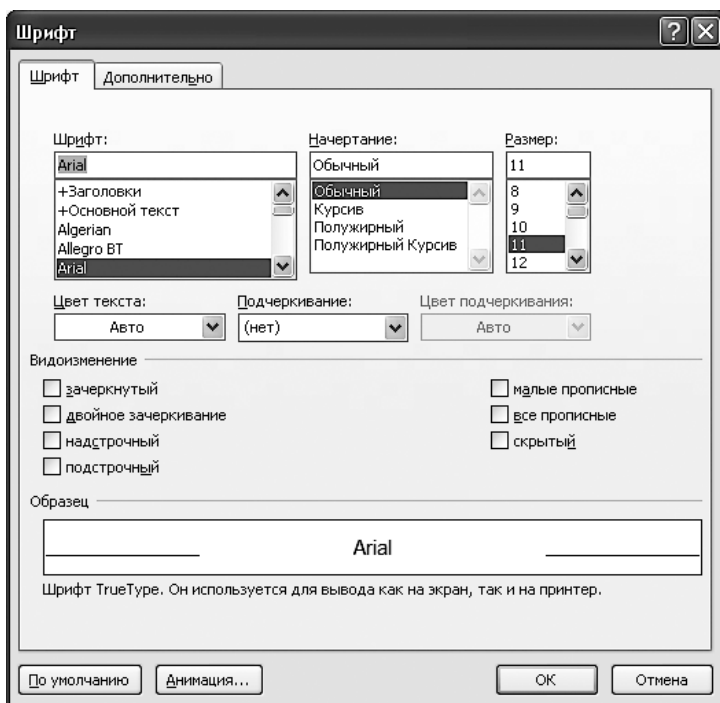 Шрифт
Шрифт Дополнительно
Шрифт: Начертание: Размер:
Arial Обычный 11
+Заголовки Обычный 8
+Основной текст Курсив 9
Algerian Полужирный 10
Allegro BT Полужирный Курсив 11
Arial 12
Цвет текста: Подчеркивание: Цвет подчеркивания:
Авто (нет) Авто
Видоизменение
зачеркнутый малые прописные
двойное зачеркивание все прописные
надстрочный скрытый
подстрочный
Образец
Arial
Шрифт TrueType. Он используется для вывода как на экран, так и на принтер.
По умолчанию Анимация... ОК Отмена